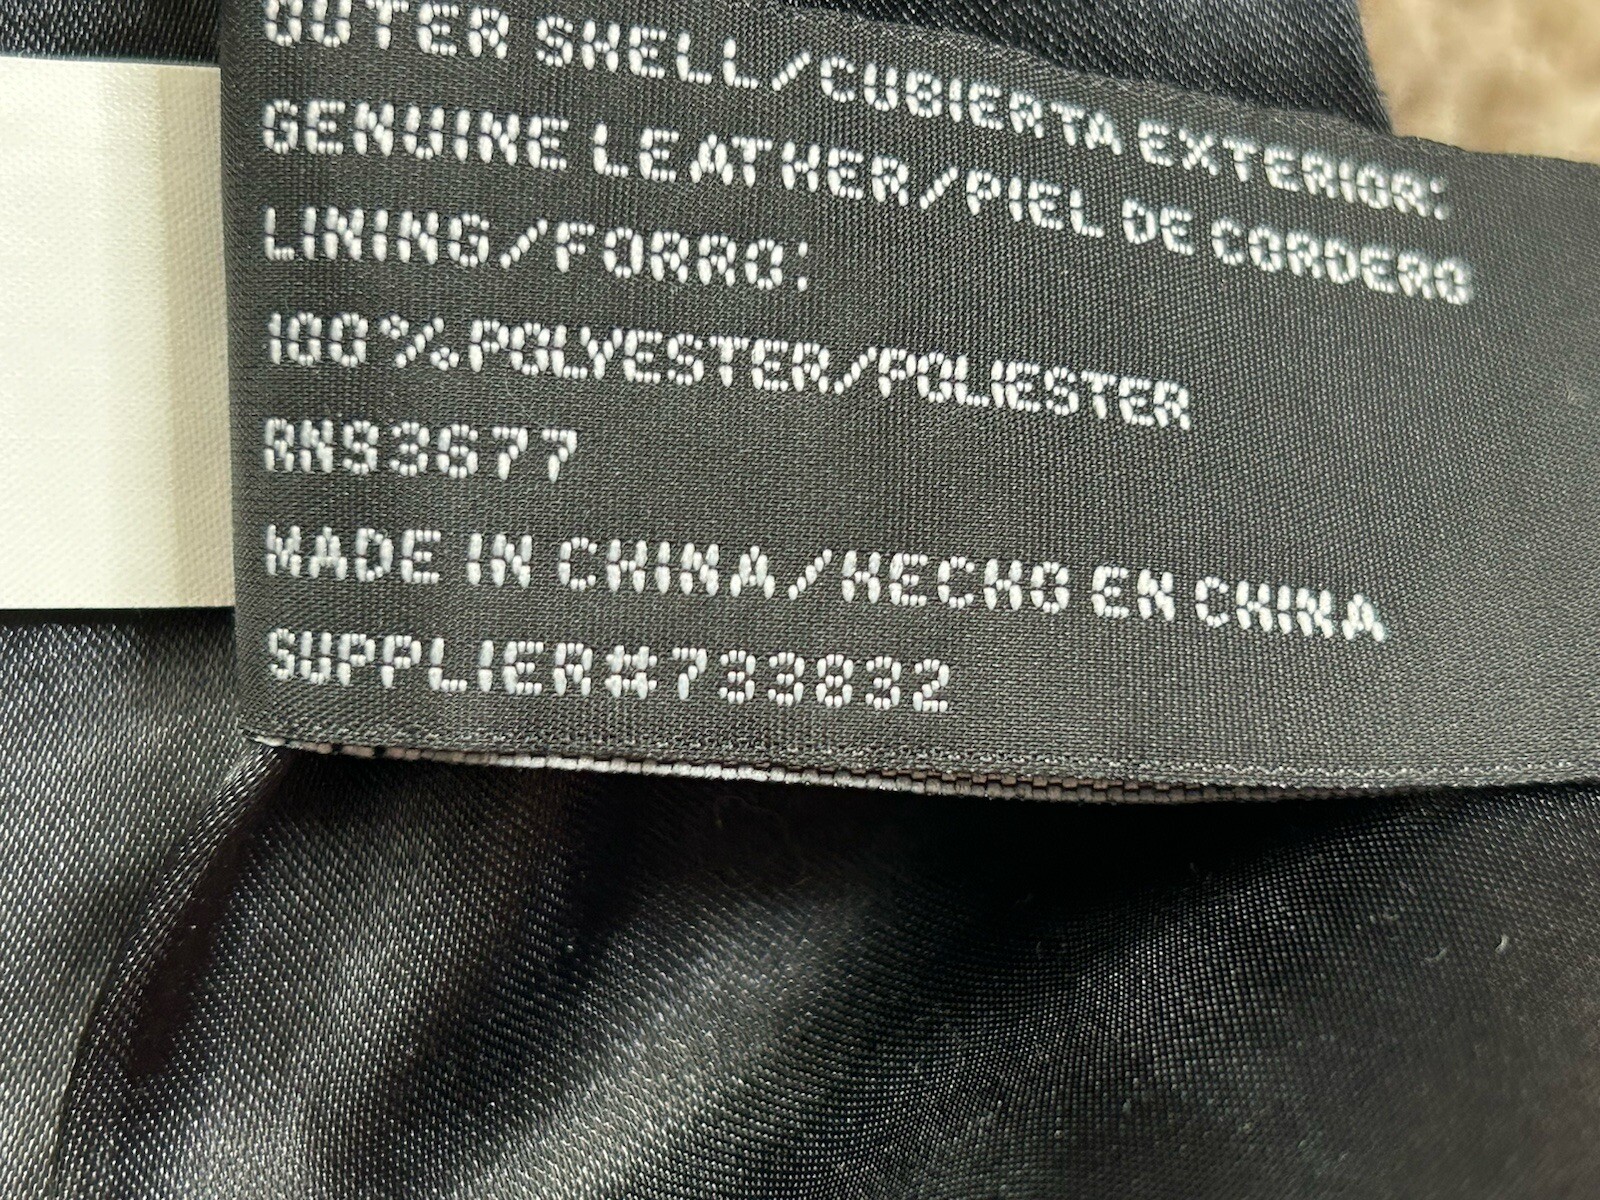 OUTER SHELL/CUBIERTA EXTERIOR:
GENUINE LEATHER/PIEL DE CORDERO
LINING/FORRO:
100%POLYESTER/POLIESTER
RN93677
MADE IN CHINA/HECHO EN CHINA
SUPPLIER#733832